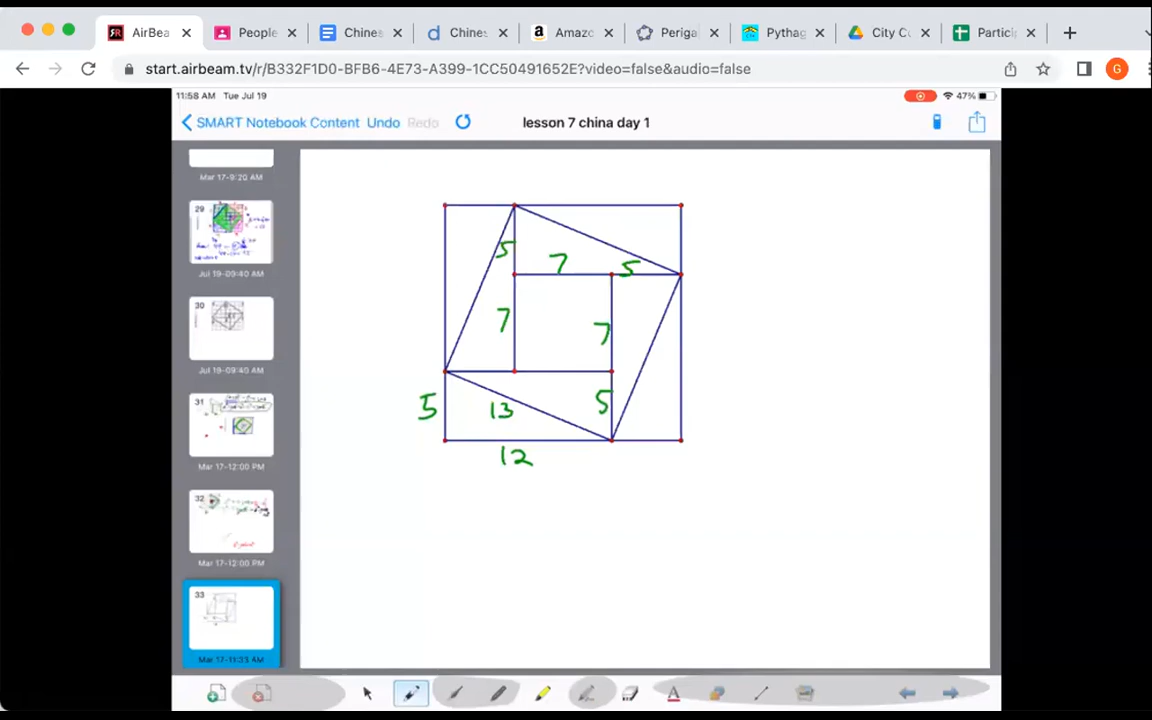 AirBea
People
Chines
Chines
Amazo
Perigal
Pythag
City Cu
Particip
start.airbeam.tv/r/B332F1D0-BFB6-4E73-A399-1CC50491652E?video=false&audio=false
G
11:58 AM Tue Jul 19
47%
SMART Notebook Content Undo Redo
lesson 7 china day 1
Mar 17-9:20 AM
29
Jul 19-09:40 AM
30
Jul 19-09:40 AM
31
Mar 17-12:00 PM
32
Mar 17-12:00 PM
33
Mar 17-11:33 AM
5
7 5
7 7
5 13 5
12
A